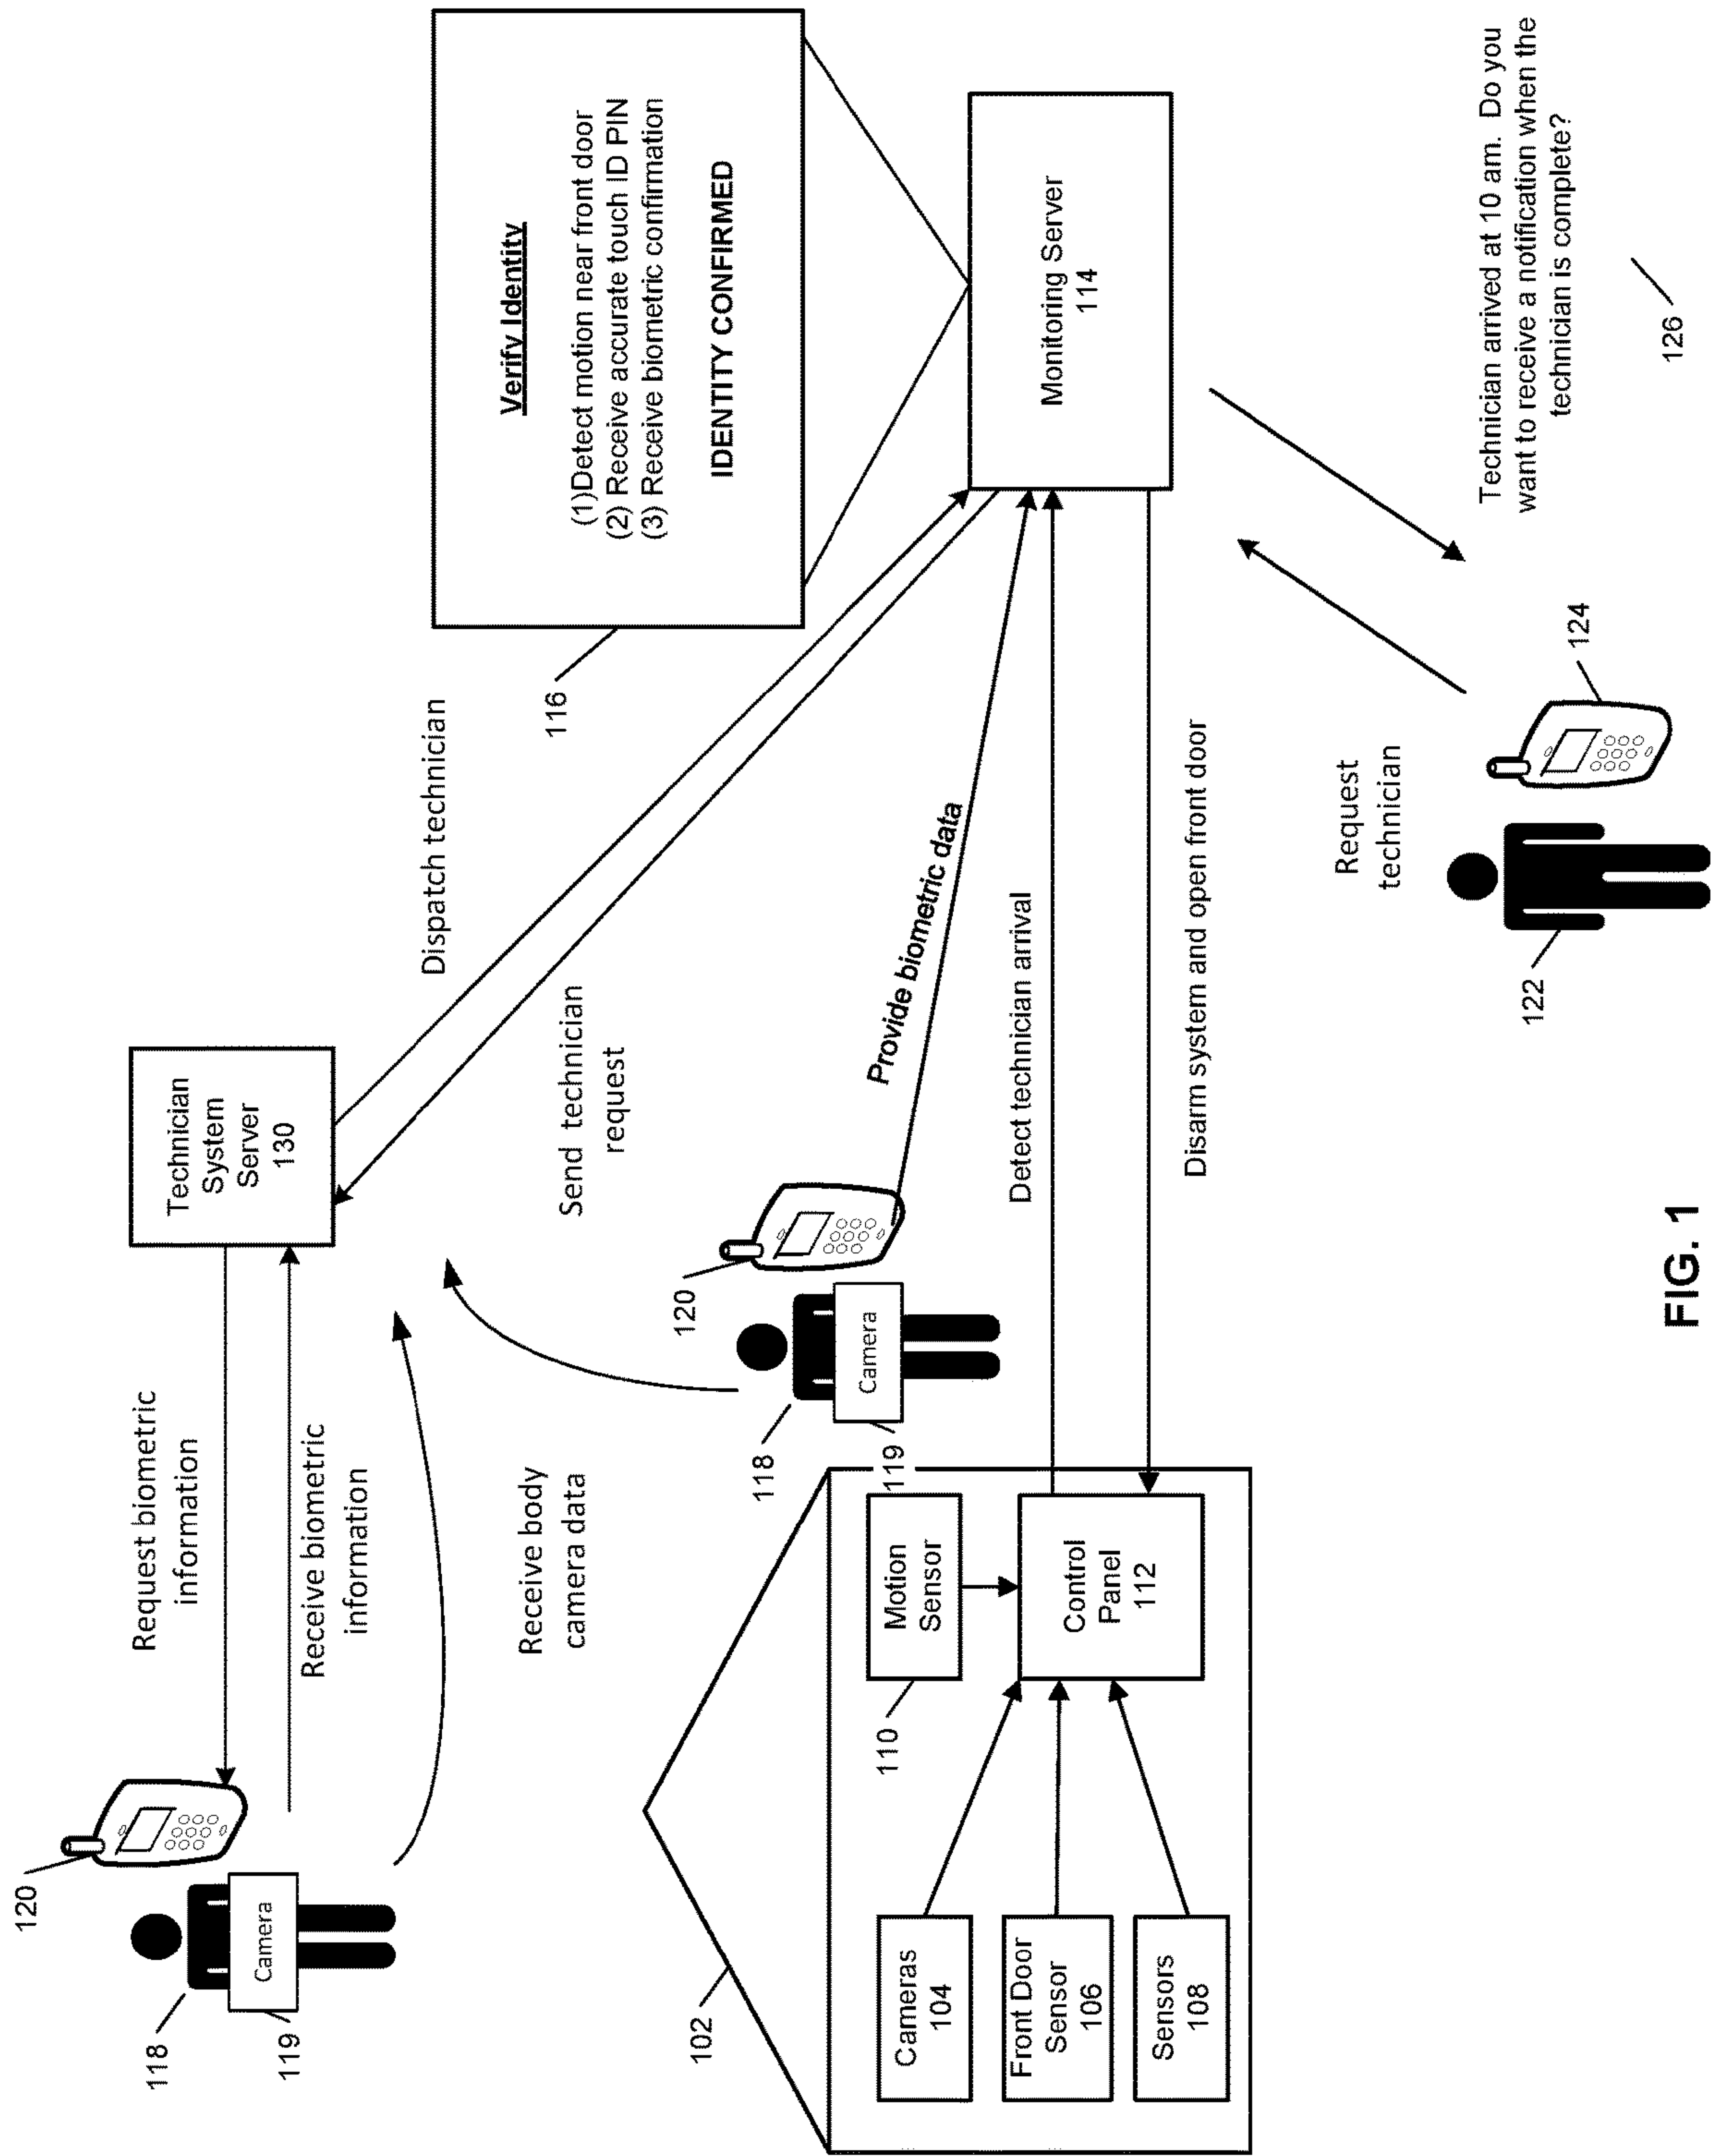 120
118
119
Camera
Request biometric
information
Receive biometric
information
Technician
System
Server
130
Dispatch technician
Send technician
request
Receive body
camera data
116
Verify Identity
(1)Detect motion near front door
(2) Receive accurate touch ID PIN
(3) Receive biometric confirmation
IDENTITY CONFIRMED
120
118
119
Camera
Provide biometric data
Monitoring Server
114
102
Cameras
104
Front Door
Sensor
106
Sensors
108
110
Motion
Sensor
Control
Panel
112
Detect technician arrival
Disarm system and open front door
Request
technician
122
124
Technician arrived at 10 am. Do you
want to receive a notification when the
technician is complete?
126
FIG. 1